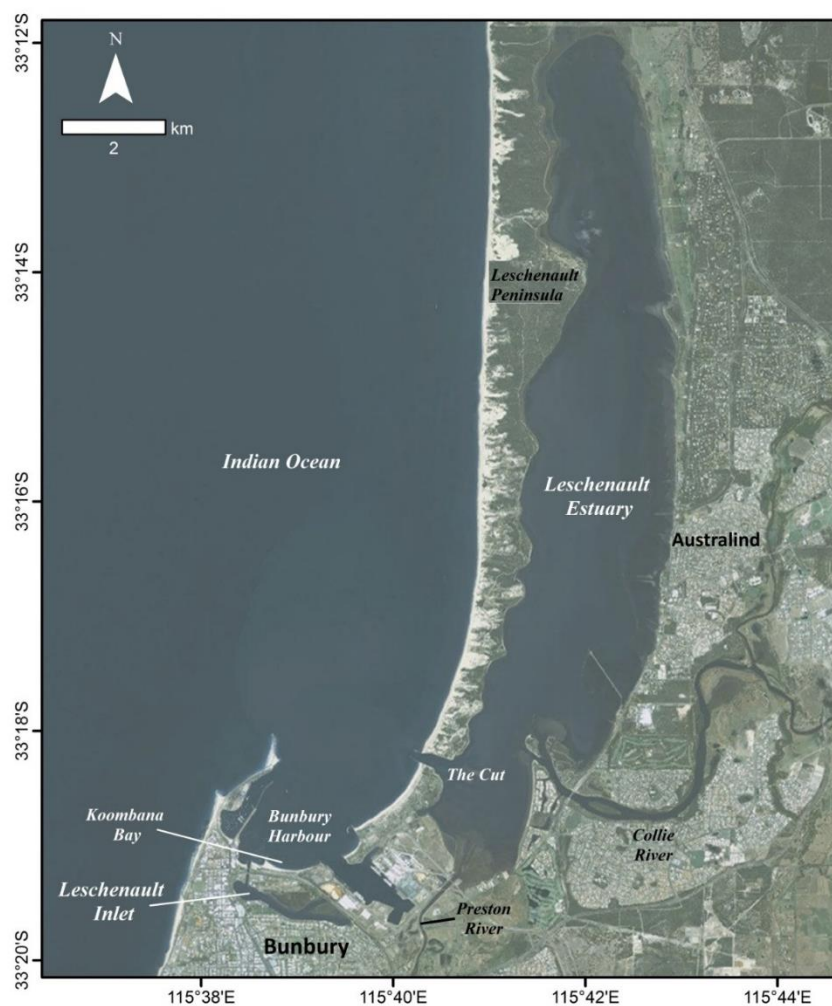 33°12'S
N
km
2
33°14'S
Leschenault
Peninsula
Indian Ocean
33°16'S
Leschenault
Estuary
Australind
33°18'S
The Cut
Koombana
Bay
Bunbury
Harbour
Collie
River
Leschenault
Inlet
Preston
River
Bunbury
33°20'S
115°38'E
115°40'E
115°42'E
115°44'E